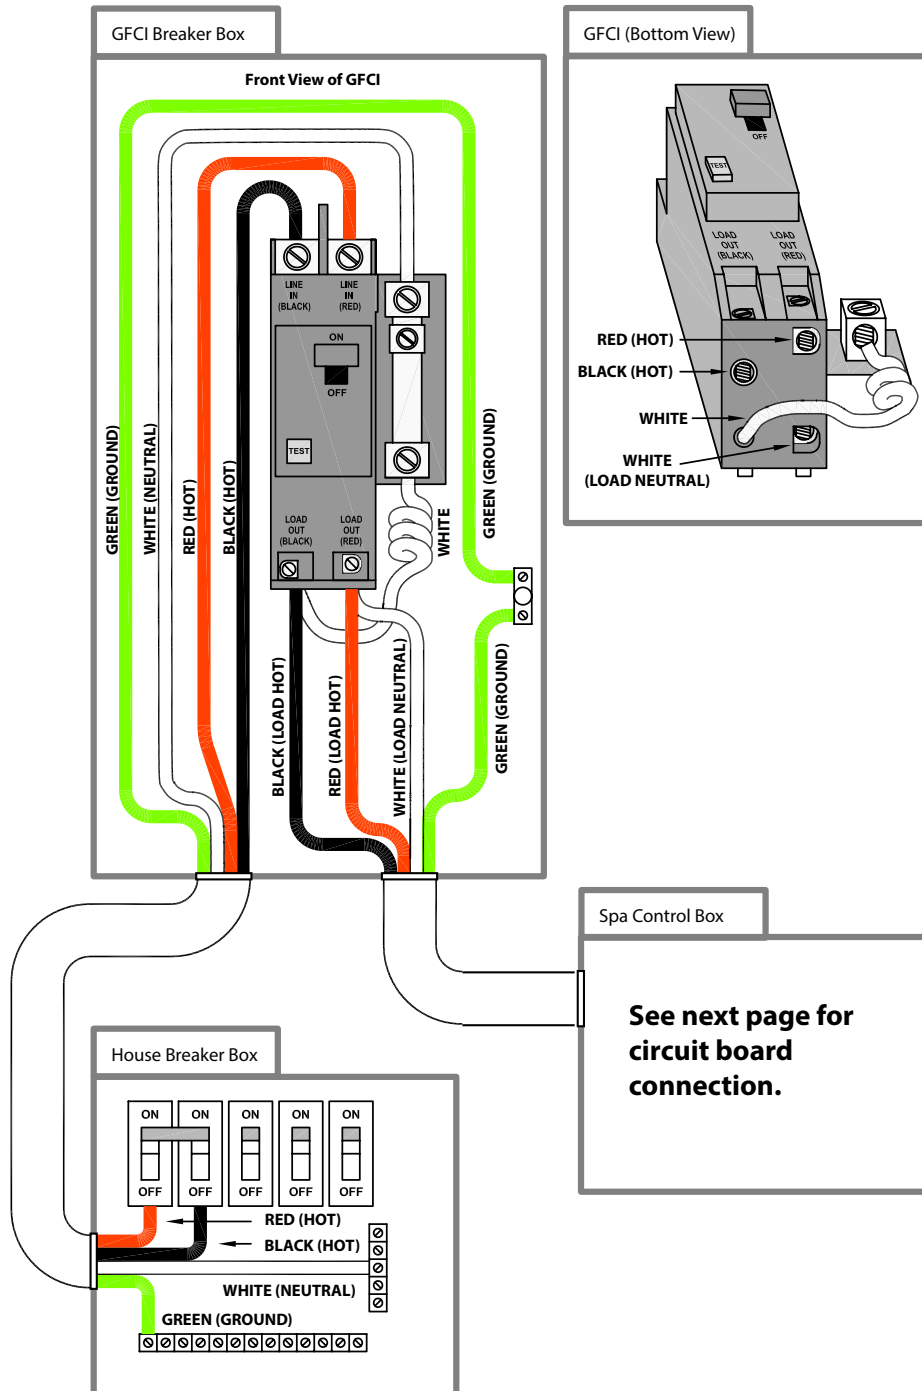 GFCI Breaker Box
Front View of GFCI
GREEN (GROUND)
WHITE (NEUTRAL)
RED (HOT)
BLACK (HOT)
LINE
IN
(BLACK)
LINE
IN
(RED)
ON
OFF
TEST
LOAD
OUT
(BLACK)
LOAD
OUT
(RED)
WHITE
GREEN (GROUND)
BLACK (LOAD HOT)
RED (LOAD HOT)
WHITE (LOAD NEUTRAL)
GREEN (GROUND)
GFCI (Bottom View)
OFF
TEST
LOAD
OUT
(BLACK)
LOAD
OUT
(RED)
RED (HOT)
BLACK (HOT)
WHITE
WHITE
(LOAD NEUTRAL)
Spa Control Box
See next page for
circuit board
connection.
House Breaker Box
ON ON ON ON ON
OFF OFF OFF OFF OFF
RED (HOT)
BLACK (HOT)
WHITE (NEUTRAL)
GREEN (GROUND)